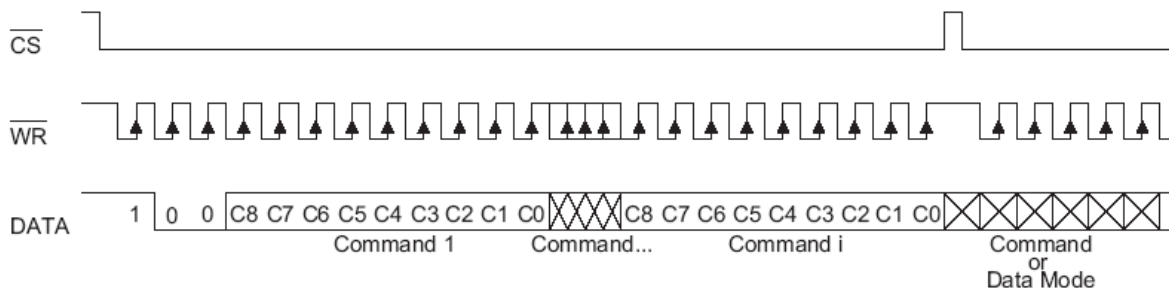 CS
WR
DATA
1 0 0 C8 C7 C6 C5 C4 C3 C2 C1 C0 C8 C7 C6 C5 C4 C3 C2 C1 C0
Command 1 Command... Command i Command
or
Data Mode